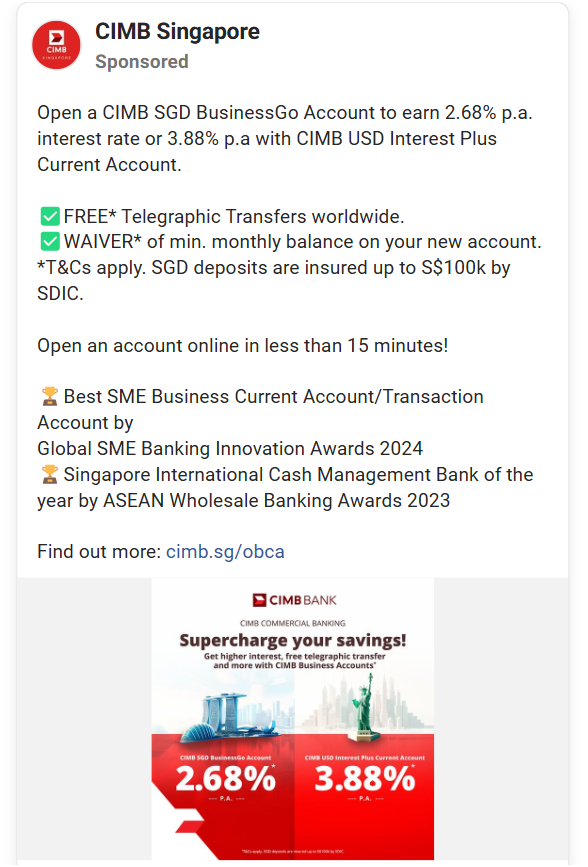 CIMB Singapore
Sponsored
CIMB
SINGAPORE
Open a CIMB SGD BusinessGo Account to earn 2.68% p.a.
interest rate or 3.88% p.a with CIMB USD Interest Plus
Current Account.
✅FREE* Telegraphic Transfers worldwide.
✅WAIVER* of min. monthly balance on your new account.
*T&Cs apply. SGD deposits are insured up to S$100k by
SDIC.
Open an account online in less than 15 minutes!
🏆Best SME Business Current Account/Transaction
Account by
Global SME Banking Innovation Awards 2024
🏆Singapore International Cash Management Bank of the
year by ASEAN Wholesale Banking Awards 2023
Find out more: cimb.sg/obca
CIMB BANK
CIMB COMMERCIAL BANKING
Supercharge your savings!
Get higher interest, free telegraphic transfer
and more with CIMB Business Accounts*
CIMB SGD BusinessGo Account
2.68%*
P.A.
CIMB USD Interest Plus Current Account
3.88%*
P.A.
*T&Cs apply. SGD deposits are insured up to S$100k by SDIC.